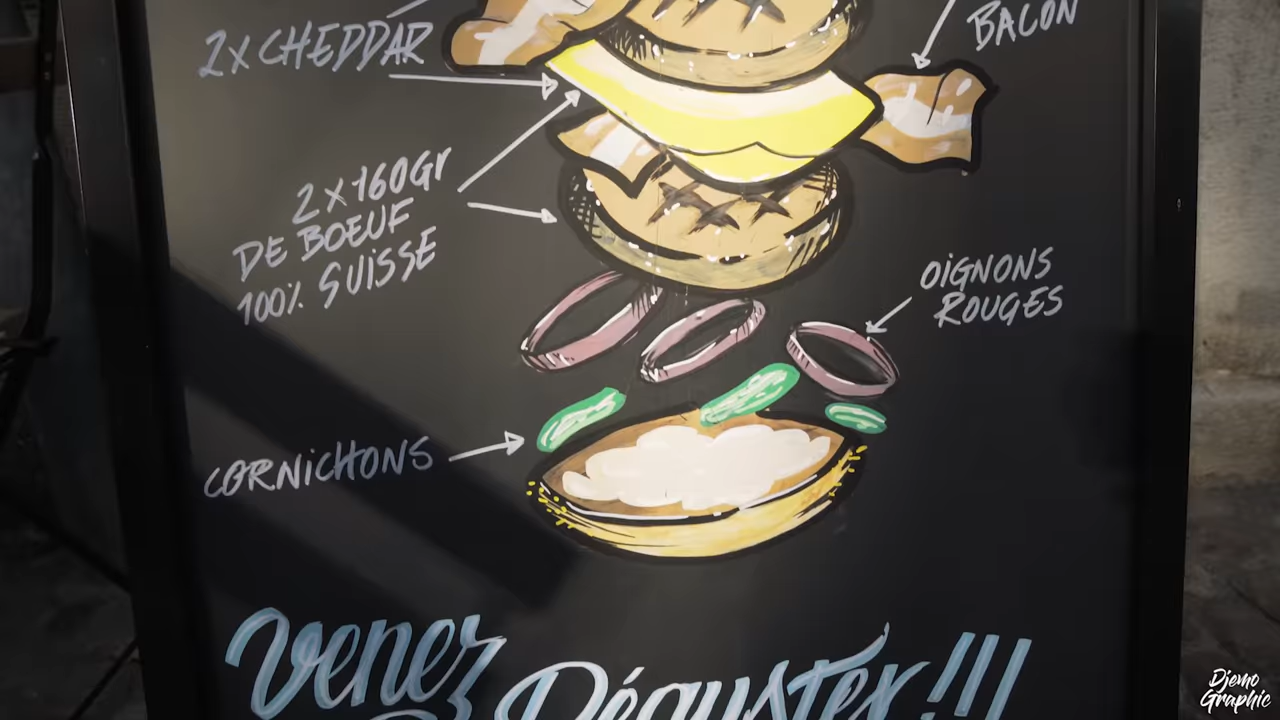 2X CHEDDAR
BACON
2X160Gr
DE BOEUF
100% SUISSE
OIGNONS
ROUGES
CORNICHONS
Venez
Déguster!!!
Djemo
Graphic